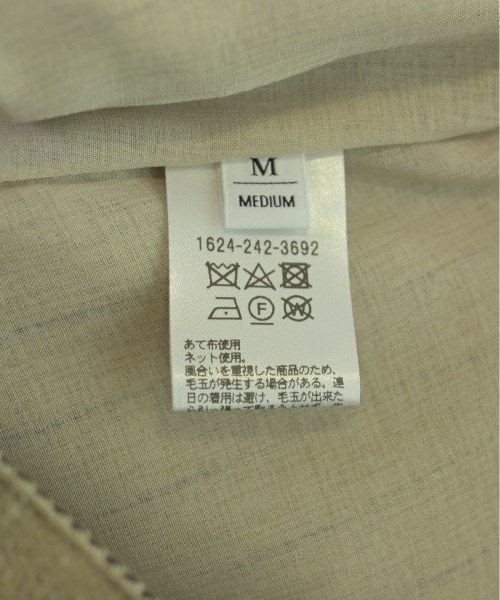 M
MEDIUM
1624-242-3692
F
W
あて布使用
ネット使用。
風合いを重視した商品のため、
毛玉が発生する場合がある。連
日の着用は避け、毛玉が出来た